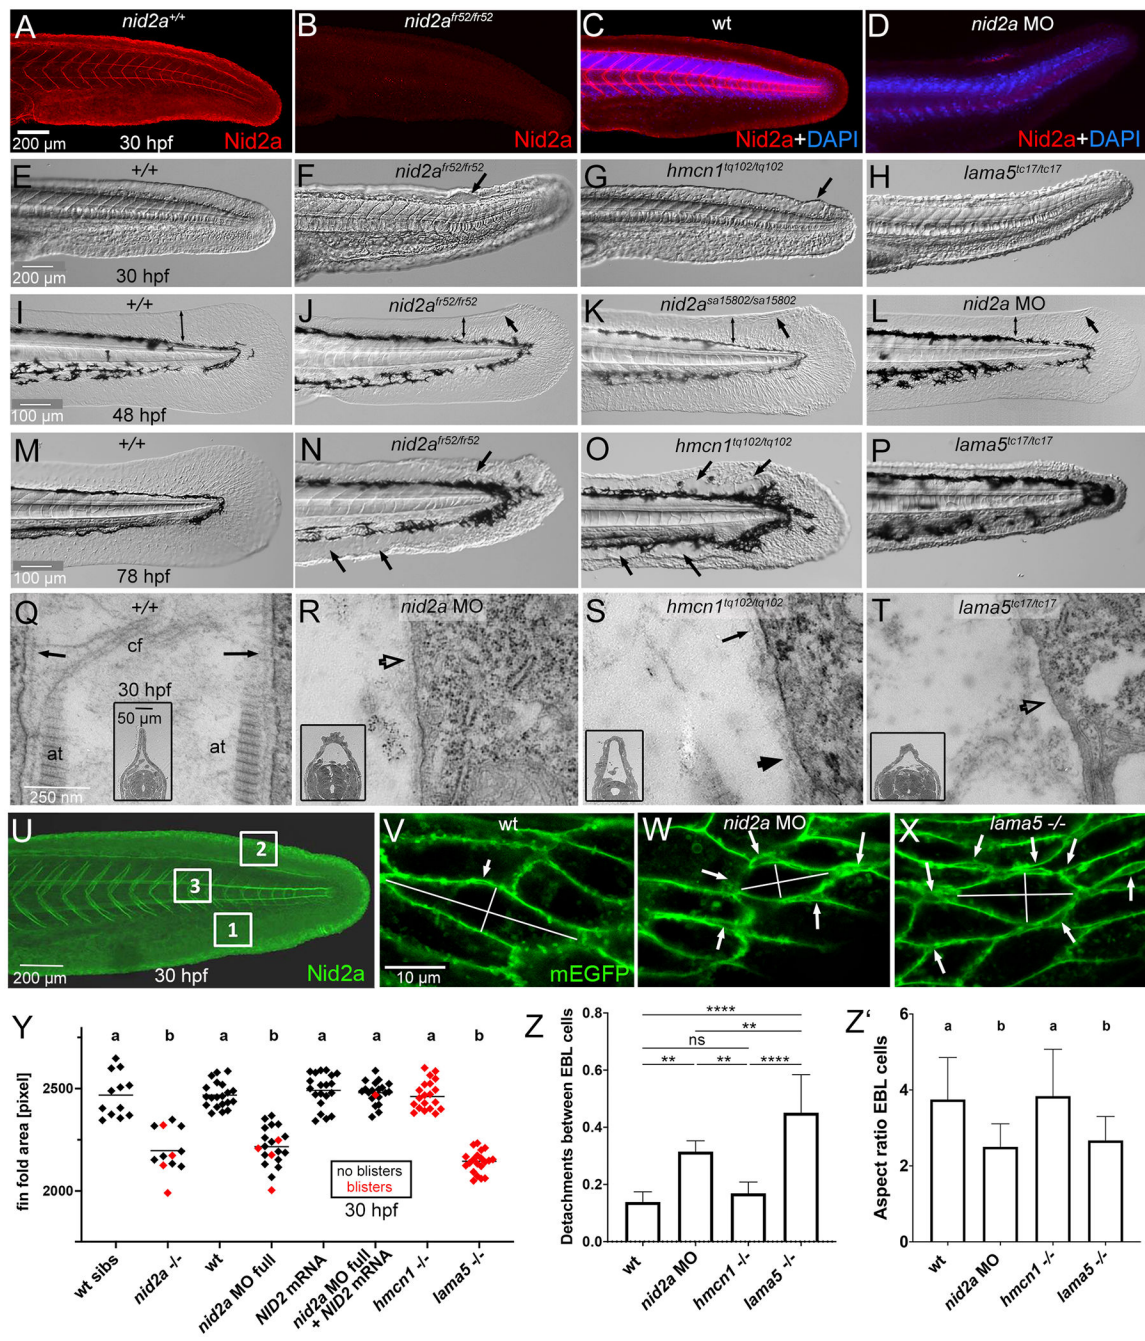 A nid2a+/+ 200 µm 30 hpf Nid2a
B nid2afr52/fr52 Nid2a
C wt Nid2a+DAPI
D nid2a MO Nid2a+DAPI
E +/+ 200 µm 30 hpf
F nid2afr52/fr52
G hmcn1tq102/tq102
H lama5tc17/tc17
I +/+ 100 µm 48 hpf
J nid2afr52/fr52
K nid2asa15802/sa15802
L nid2a MO
M +/+ 100 µm 78 hpf
N nid2afr52/fr52
O hmcn1tq102/tq102
P lama5tc17/tc17
Q +/+ cf 30 hpf 50 µm at at 250 nm
R nid2a MO
S hmcn1tq102/tq102
T lama5tc17/tc17
U 2 3 1 200 µm 30 hpf Nid2a
V wt 10 µm mEGFP
W nid2a MO
X lama5 -/-
Y
a b a b a a a b
fin fold area [pixel]
2500
2000
no blisters
blisters
30 hpf
wt sibs
nid2a -/-
wt
nid2a MO full
NID2 mRNA
nid2a MO full
+ NID2 mRNA
hmcn1 -/-
lama5 -/-
Z
Detachments between EBL cells
0.8
0.6
0.4
0.2
0.0
****
**
ns
** ** ****
wt
nid2a MO
hmcn1 -/-
lama5 -/-
Z'
Aspect ratio EBL cells
6
4
2
0
a b a b
wt
nid2a MO
hmcn1 -/-
lama5 -/-